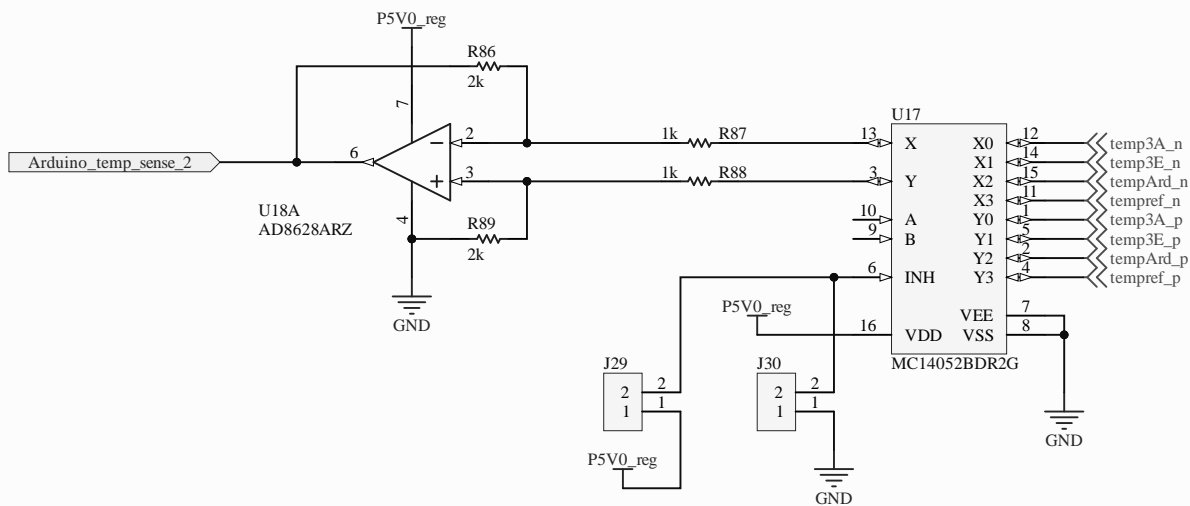 P5V0_reg
R86
2k
7
6
2
3
4
−
+
Arduino_temp_sense_2
U18A
AD8628ARZ
R89
2k
GND
1k R87
1k R88
U17
13 X X0 12 temp3A_n
X1 14 temp3E_n
3 Y X2 15 tempArd_n
X3 11 tempref_n
10 A Y0 1 temp3A_p
9 B Y1 5 temp3E_p
Y2 2 tempArd_p
6 INH Y3 4 tempref_p
VEE 7
P5V0_reg
16 VDD VSS 8
MC14052BDR2G
GND
J29
2 2
1 1
P5V0_reg
J30
2 2
1 1
GND